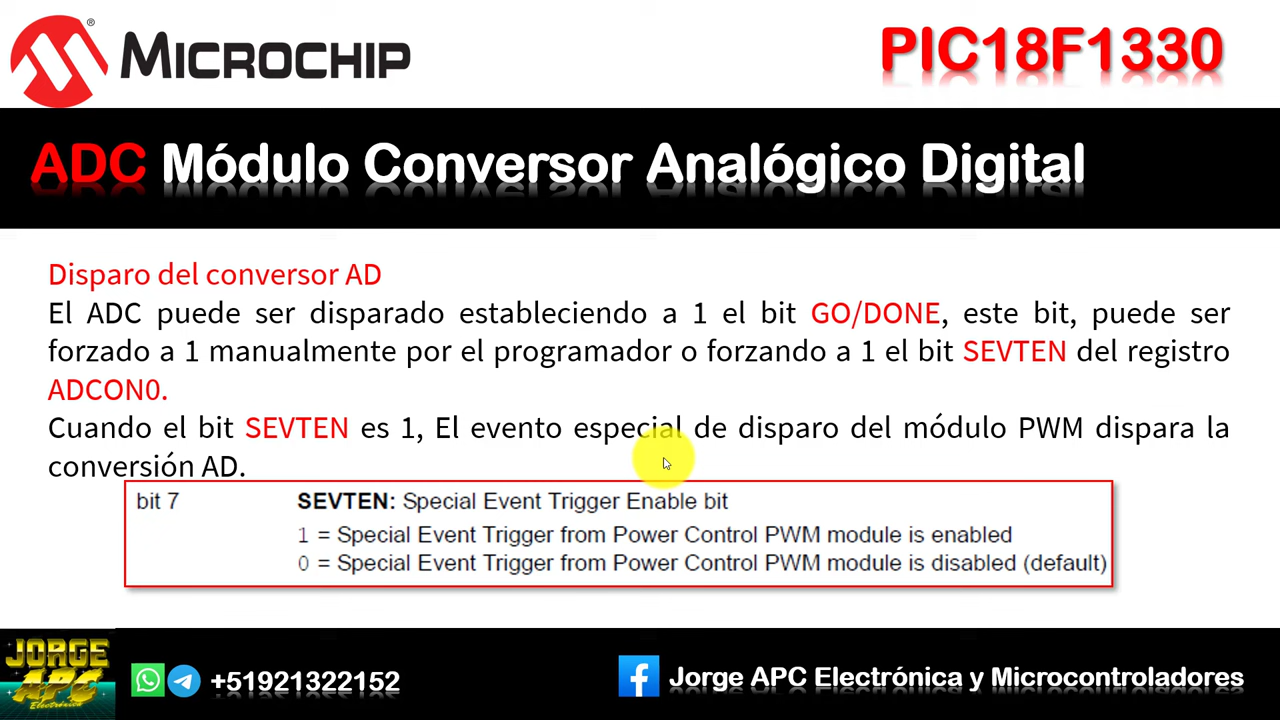 MICROCHIP®
PIC18F1330
ADC Módulo Conversor Analógico Digital
Disparo del conversor AD
El ADC puede ser disparado estableciendo a 1 el bit GO/DONE, este bit, puede ser
forzado a 1 manualmente por el programador o forzando a 1 el bit SEVTEN del registro
ADCON0.
Cuando el bit SEVTEN es 1, El evento especial de disparo del módulo PWM dispara la
conversión AD.
bit 7 SEVTEN: Special Event Trigger Enable bit
1 = Special Event Trigger from Power Control PWM module is enabled
0 = Special Event Trigger from Power Control PWM module is disabled (default)
JORGE
APC
Electrónica
+51921322152
Jorge APC Electrónica y Microcontroladores